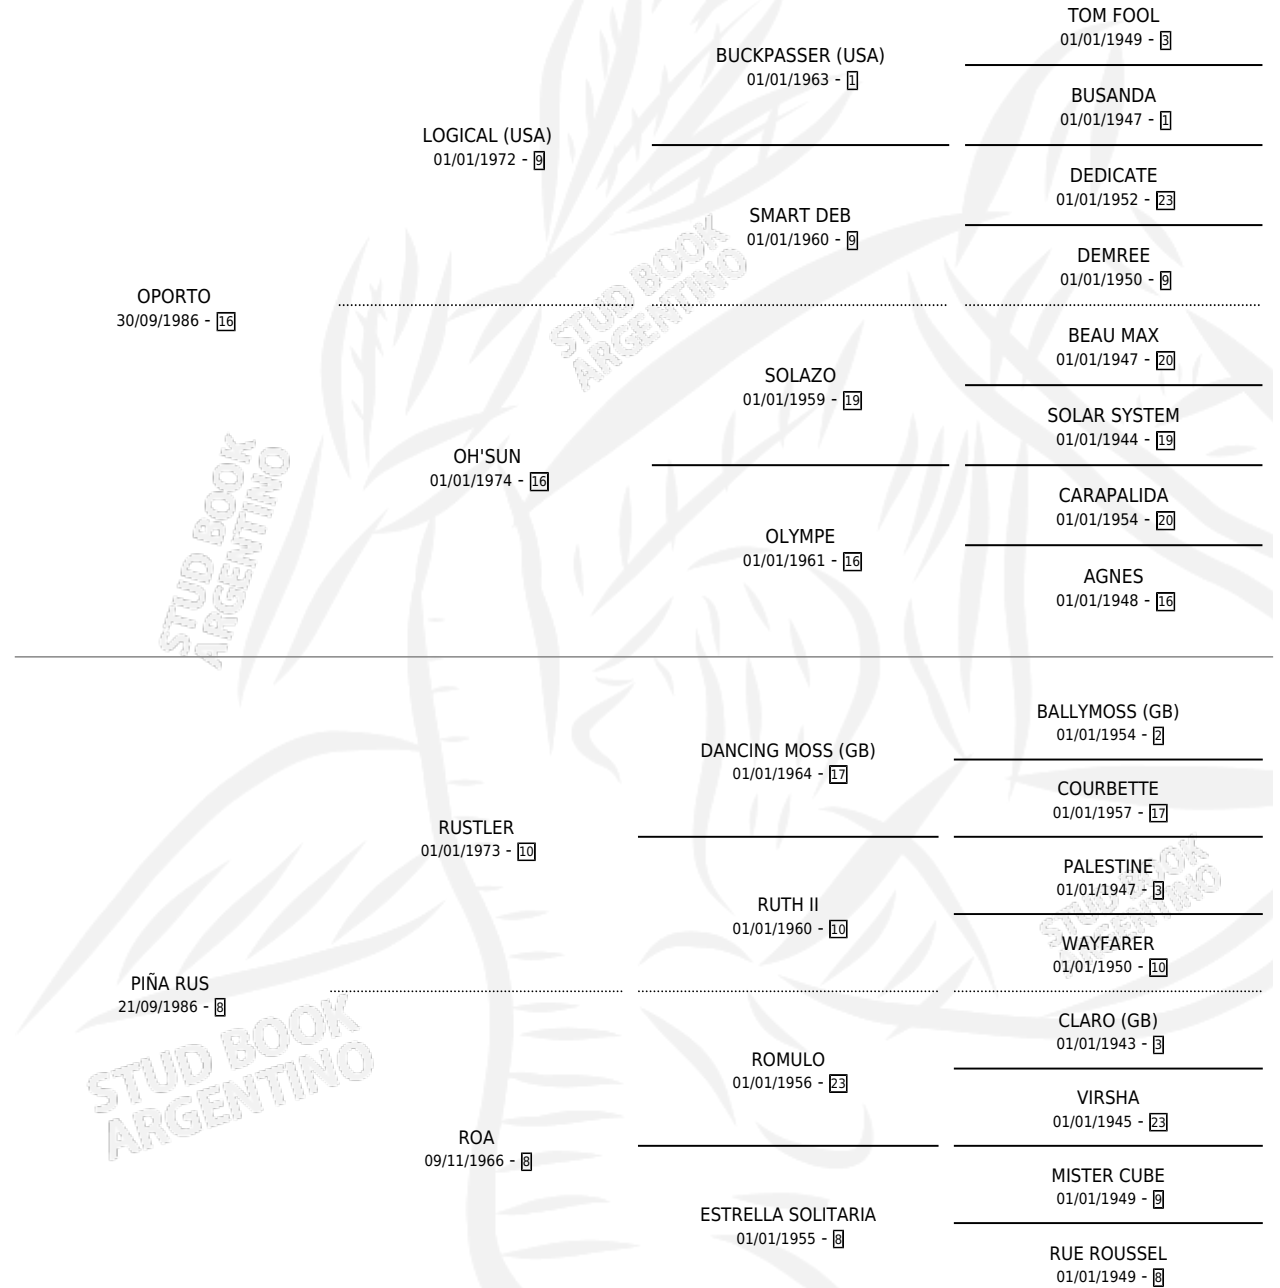 TOM FOOL
01/01/1949 - 3
BUCKPASSER (USA)
01/01/1963 - 1
BUSANDA
01/01/1947 - 1
LOGICAL (USA)
01/01/1972 - 9
DEDICATE
01/01/1952 - 23
SMART DEB
01/01/1960 - 9
DEMREE
01/01/1950 - 9
OPORTO
30/09/1986 - 16
BEAU MAX
01/01/1947 - 20
SOLAZO
01/01/1959 - 19
SOLAR SYSTEM
01/01/1944 - 19
OH'SUN
01/01/1974 - 16
CARAPALIDA
01/01/1954 - 20
OLYMPE
01/01/1961 - 16
AGNES
01/01/1948 - 16
BALLYMOSS (GB)
01/01/1954 - 2
DANCING MOSS (GB)
01/01/1964 - 17
COURBETTE
01/01/1957 - 17
RUSTLER
01/01/1973 - 10
PALESTINE
01/01/1947 - 3
RUTH II
01/01/1960 - 10
WAYFARER
01/01/1950 - 10
PIÑA RUS
21/09/1986 - 8
CLARO (GB)
01/01/1943 - 3
ROMULO
01/01/1956 - 23
VIRSHA
01/01/1945 - 23
ROA
09/11/1966 - 8
MISTER CUBE
01/01/1949 - 9
ESTRELLA SOLITARIA
01/01/1955 - 8
RUE ROUSSEL
01/01/1949 - 8
STUD BOOK
ARGENTINO
STUD BOOK
ARGENTINO
STUD BOOK
ARGENTINO
STUD BOOK
ARGENTINO